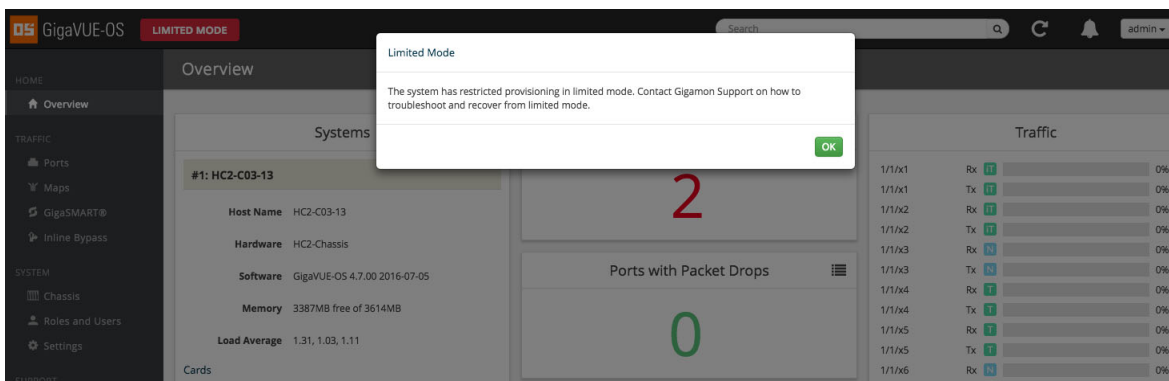 GigaVUE-OS LIMITED MODE Search admin
Limited Mode
The system has restricted provisioning in limited mode. Contact Gigamon Support on how to
troubleshoot and recover from limited mode.
OK
HOME
Overview
TRAFFIC
Ports
Maps
GigaSMART®
Inline Bypass
SYSTEM
Chassis
Roles and Users
Settings
SUPPORT
Overview
Systems
#1: HC2-C03-13
Host Name HC2-C03-13
Hardware HC2-Chassis
Software GigaVUE-OS 4.7.00 2016-07-05
Memory 3387MB free of 3614MB
Load Average 1.31, 1.03, 1.11
Cards
2
Ports with Packet Drops
0
Traffic
1/1/x1 Rx iT 0%
1/1/x1 Tx iT 0%
1/1/x2 Rx iT 0%
1/1/x2 Tx iT 0%
1/1/x3 Rx N 0%
1/1/x3 Tx N 0%
1/1/x4 Rx T 0%
1/1/x4 Tx T 0%
1/1/x5 Rx T 0%
1/1/x5 Tx T 0%
1/1/x6 Rx N 0%